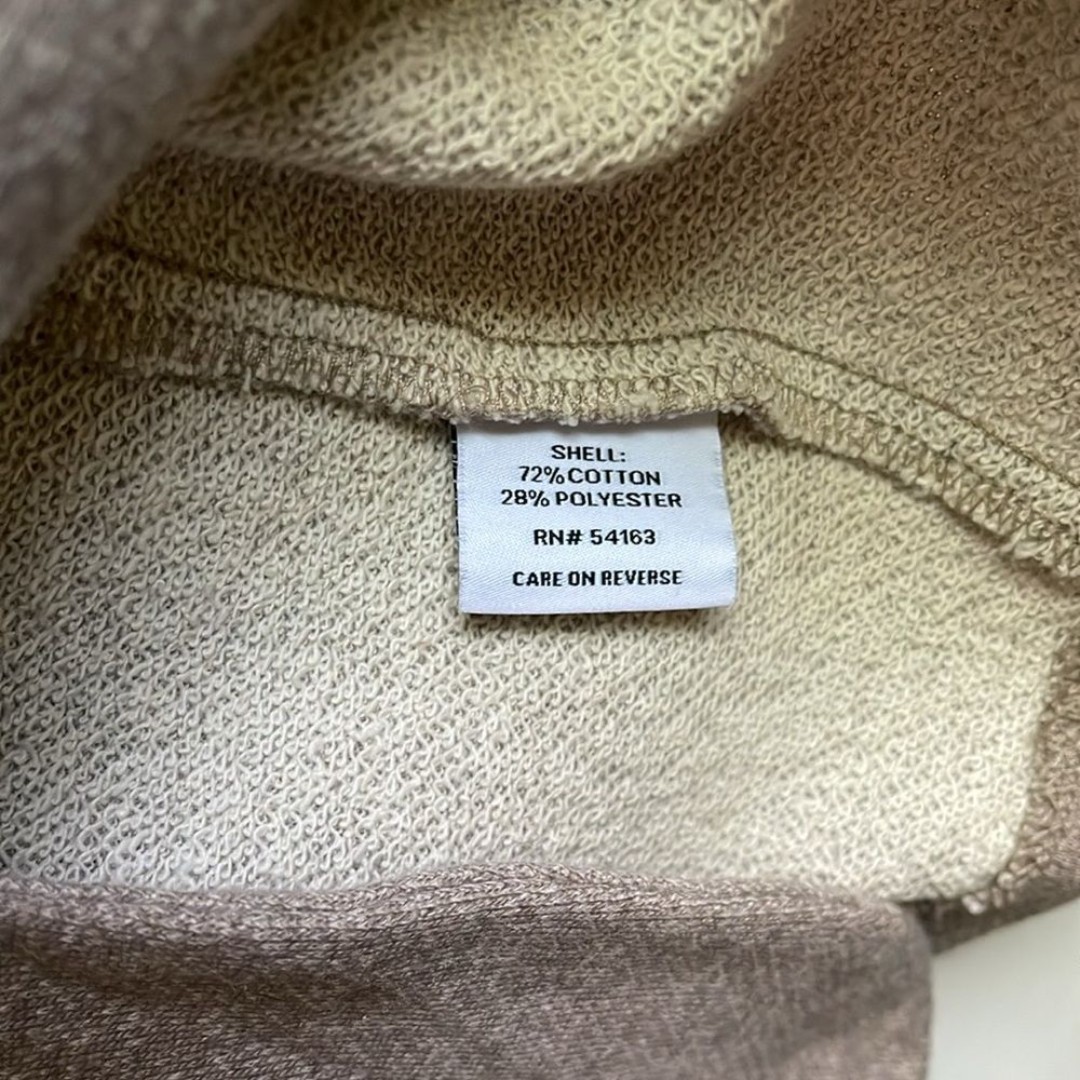 SHELL:
72% COTTON
28% POLYESTER
RN# 54163
CARE ON REVERSE